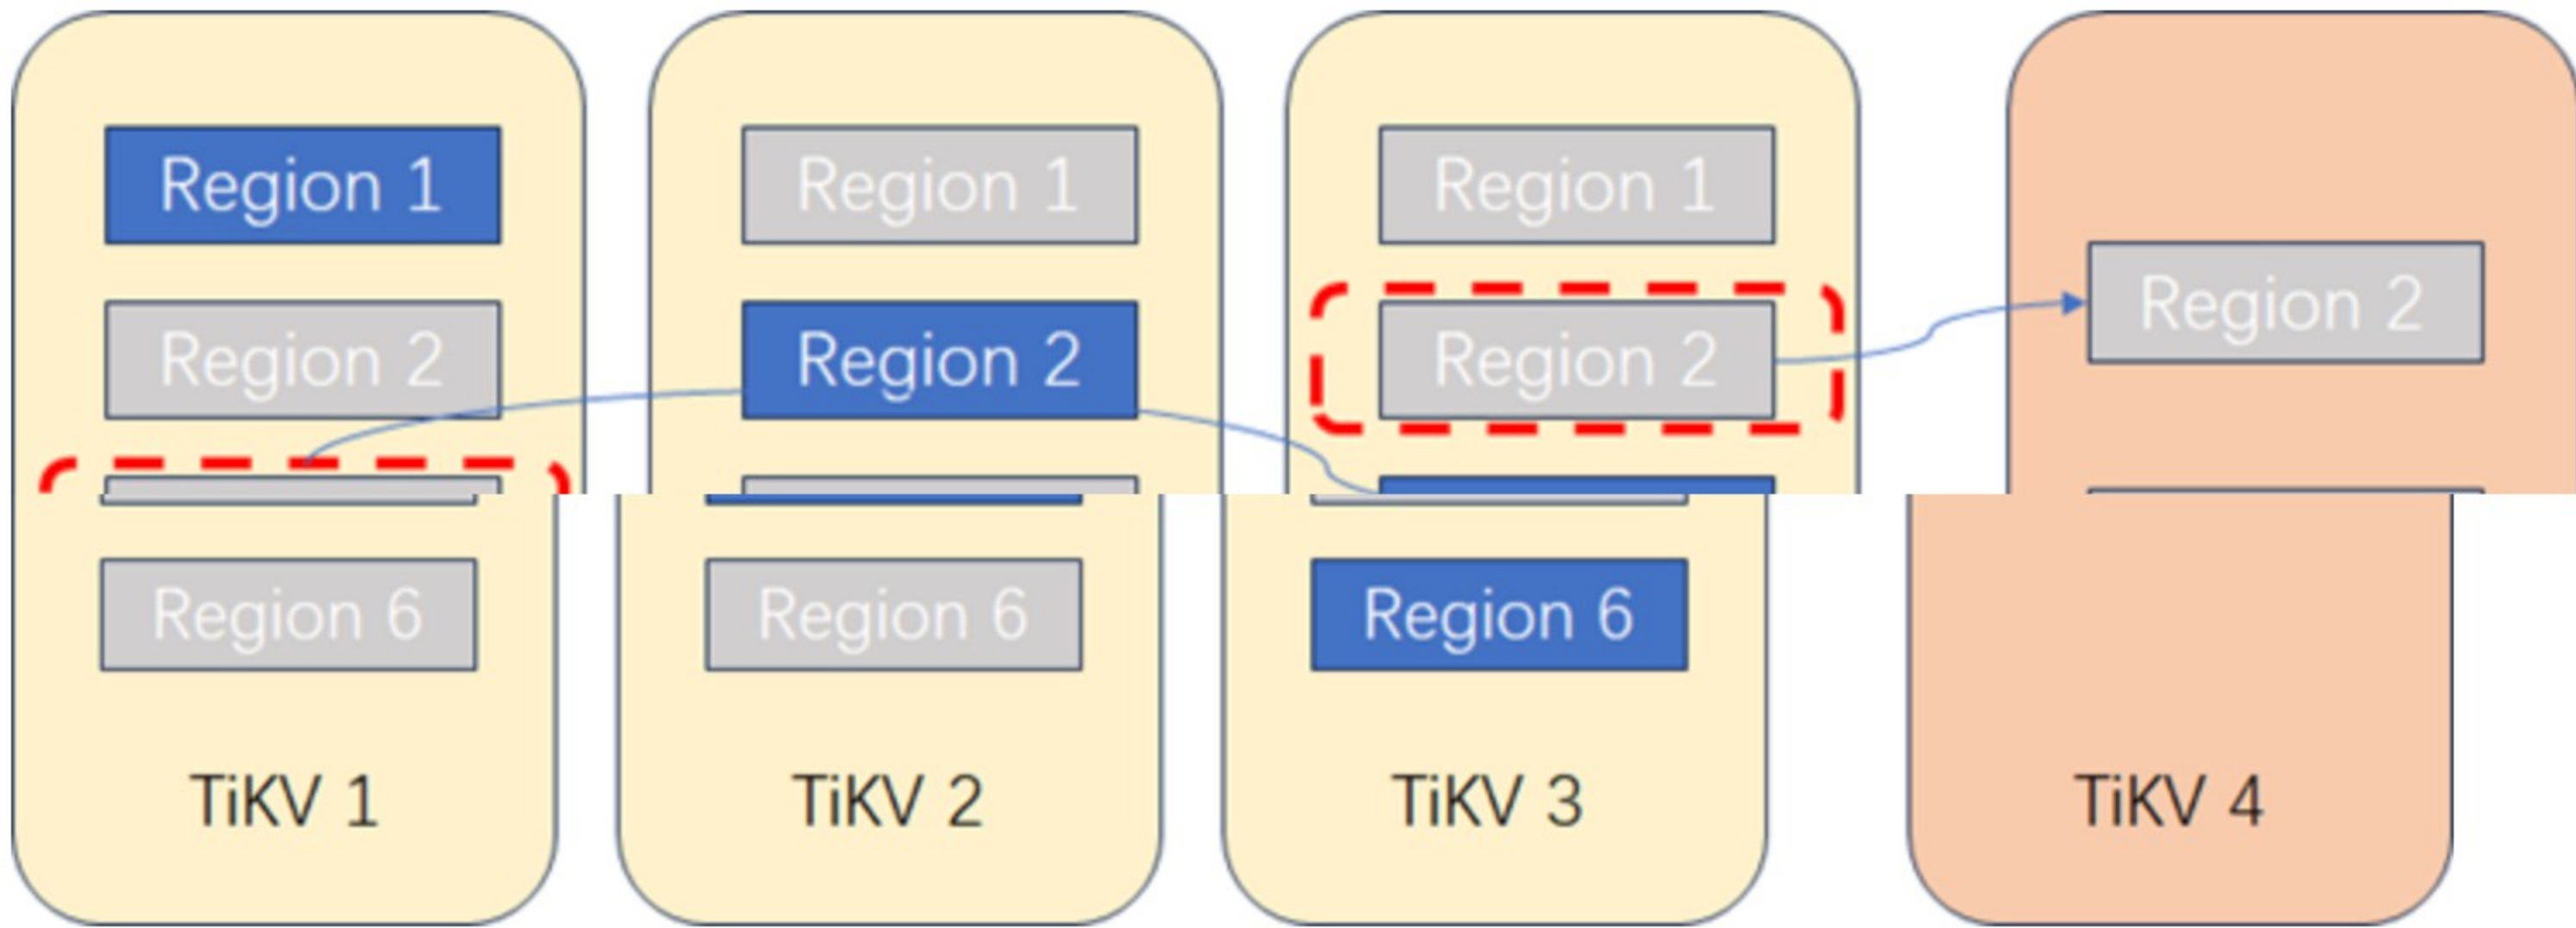 Region 1 Region 1 Region 1
Region 2 Region 2 Region 2 Region 2
Region 6 Region 6 Region 6
TiKV 1 TiKV 2 TiKV 3 TiKV 4